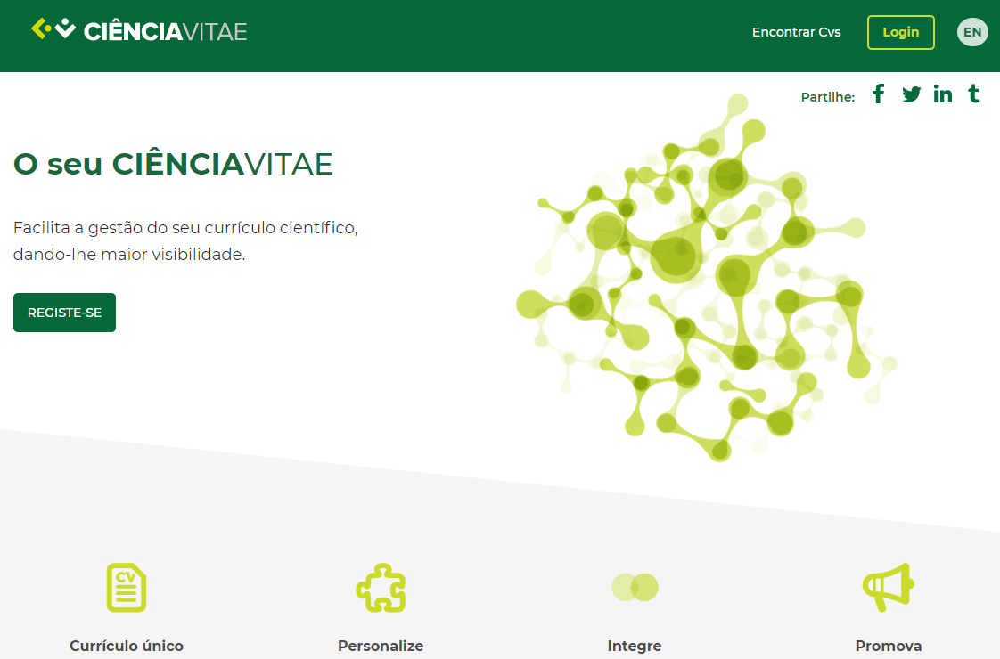 CIÊNCIAVITAE
Encontrar Cvs
Login
EN
Partilhe:
O seu CIÊNCIAVITAE
Facilita a gestão do seu currículo científico,
dando-lhe maior visibilidade.
REGISTE-SE
CV
Currículo único
Personalize
Integre
Promova